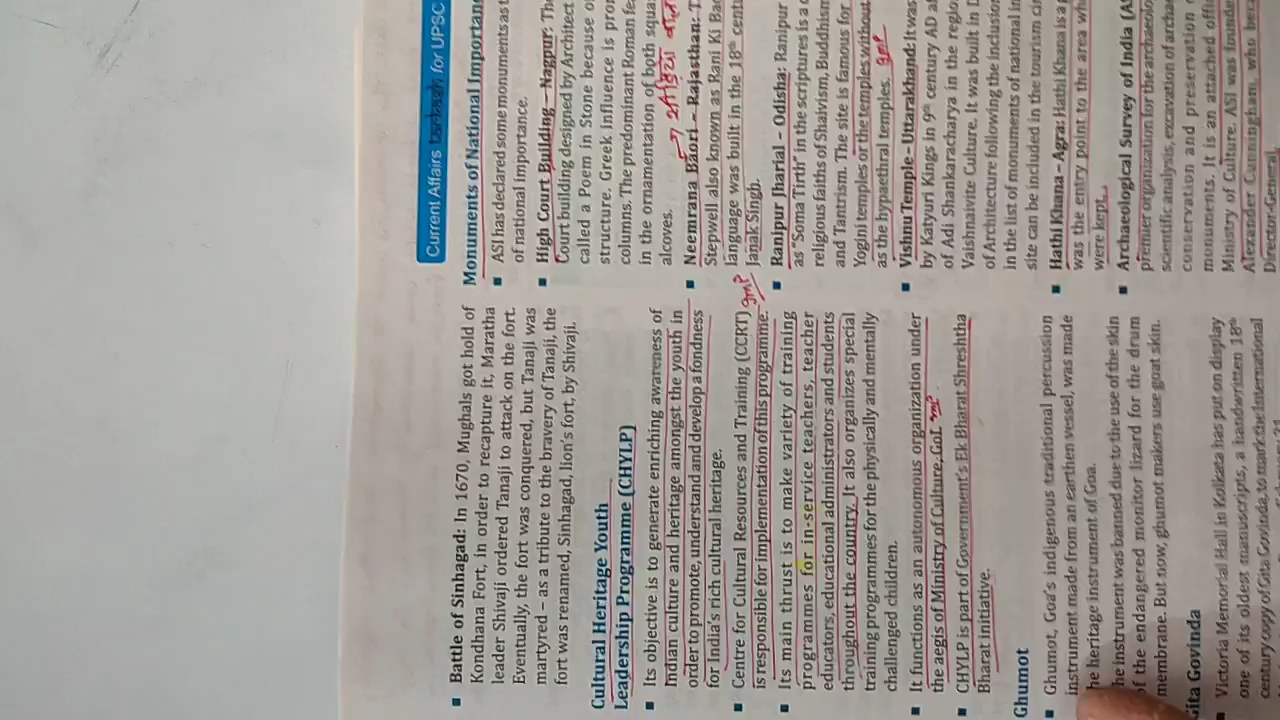 Battle of Sinhagad: In 1670, Mughals got hold of
Kondhana Fort, in order to recapture it, Maratha
leader Shivaji ordered Tanaji to attack on the fort.
Eventually, the fort was conquered, but Tanaji was
martyred – as a tribute to the bravery of Tanaji, the
fort was renamed, Sinhagad, lion's fort, by Shivaji.
Cultural Heritage Youth
Leadership Programme (CHYLP)
Its objective is to generate enriching awareness of
Indian culture and heritage amongst the youth in
order to promote, understand and develop a fondness
for India's rich cultural heritage.
Centre for Cultural Resources and Training (CCRT)
is responsible for implementation of this programme.
Imp
Its main thrust is to make variety of training
programmes for in-service teachers, teacher
educators, educational administrators and students
throughout the country. It also organizes special
training programmes for the physically and mentally
challenged children.
It functions as an autonomous organization under
the aegis of Ministry of Culture, GoI. Imp
CHYLP is part of Government's Ek Bharat Shreshtha
Bharat initiative.
Ghumot
Ghumot, Goa's indigenous traditional percussion
instrument made from an earthen vessel, was made
he heritage instrument of Goa.
he instrument was banned due to the use of the skin
of the endangered monitor lizard for the drum
membrane. But now, ghumot makers use goat skin.
Gita Govinda
Victoria Memorial Hall in Kolkata has put on display
one of its oldest manuscripts, a handwritten 18th
century copy of Gita Govinda, to mark the International
Current Affairs for UPSC
Monuments of National Importan
ASI has declared some monuments as t
of national importance.
High Court Building – Nagpur: The
Court building designed by Architect
called a Poem in Stone because o
structure. Greek influence is pro
columns. The predominant Roman fe
in the ornamentation of both squa
alcoves.
Neemrana Baori – Rajasthan: T
Stepwell also known as Rani Ki Bao
language was built in the 18th centu
Janak Singh.
Ranipur Jharial – Odisha: Ranipur
as "Soma Tirth" in the scriptures is a
religious faiths of Shaivism, Buddhism
and Tantrism. The site is famous for
Yogini temples or the temples without
as the hypaethral temples. Imp
Vishnu Temple – Uttarakhand: It was
by Katyuri Kings in 9th century AD a
of Adi Shankaracharya in the regio
Vaishnaivite Culture. It was built in
of Architecture following the inclusion
in the list of monuments of national in
site can be included in the tourism cir
Hathi Khana – Agra: Hathi Khana is a
was the entry point to the area wh
were kept.
Archaeological Survey of India (AS
premier organization for the archaeolo
scientific analysis, excavation of archae
conservation and preservation
monuments. It is an attached offi
Ministry of Culture. ASI was founde
Alexander Cunningham, who be
Director-General